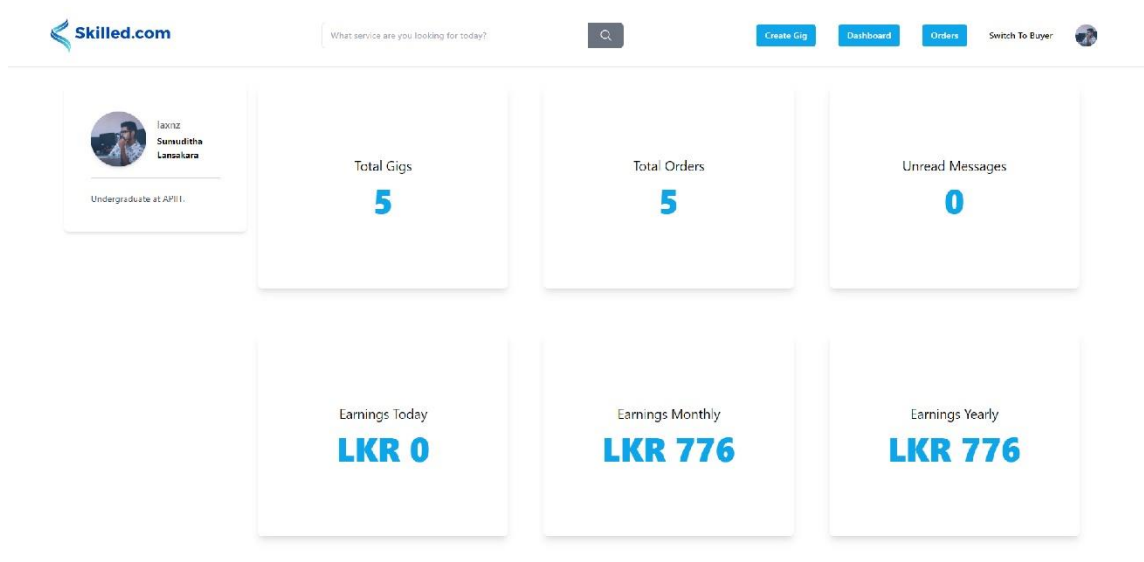 Skilled.com
What service are you looking for today?
Create Gig
Dashboard
Orders
Switch To Buyer
laxnz
Sumuditha
Lansakara
Undergraduate at APIIT.
Total Gigs
5
Total Orders
5
Unread Messages
0
Earnings Today
LKR 0
Earnings Monthly
LKR 776
Earnings Yearly
LKR 776